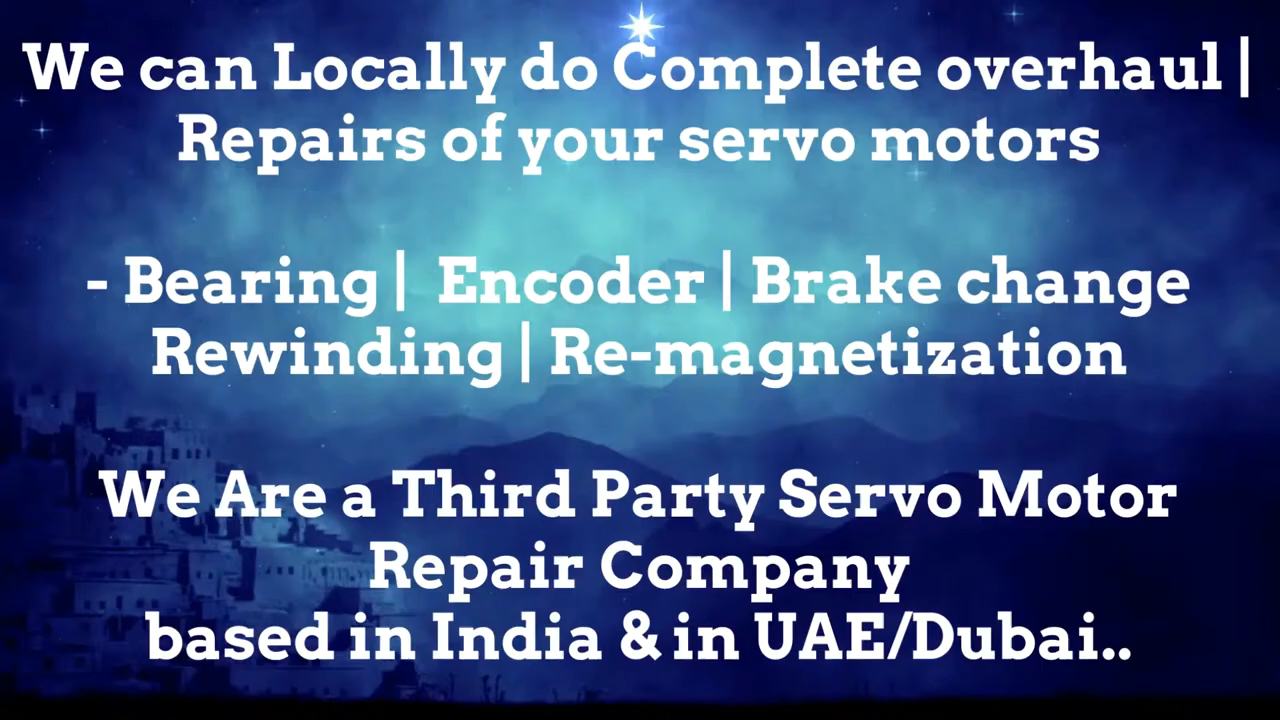 We can Locally do Complete overhaul |
Repairs of your servo motors
- Bearing | Encoder | Brake change
Rewinding | Re-magnetization
We Are a Third Party Servo Motor
Repair Company
based in India & in UAE/Dubai..